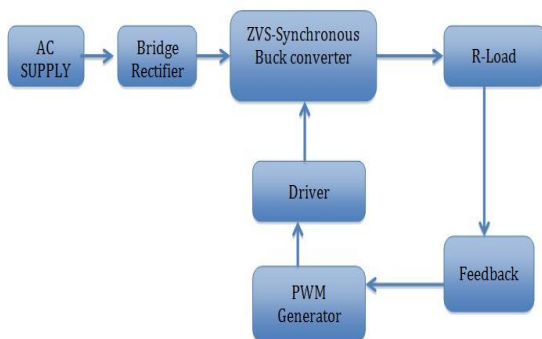 AC
SUPPLY
Bridge
Rectifier
ZVS-Synchronous
Buck converter
R-Load
Driver
Feedback
PWM
Generator